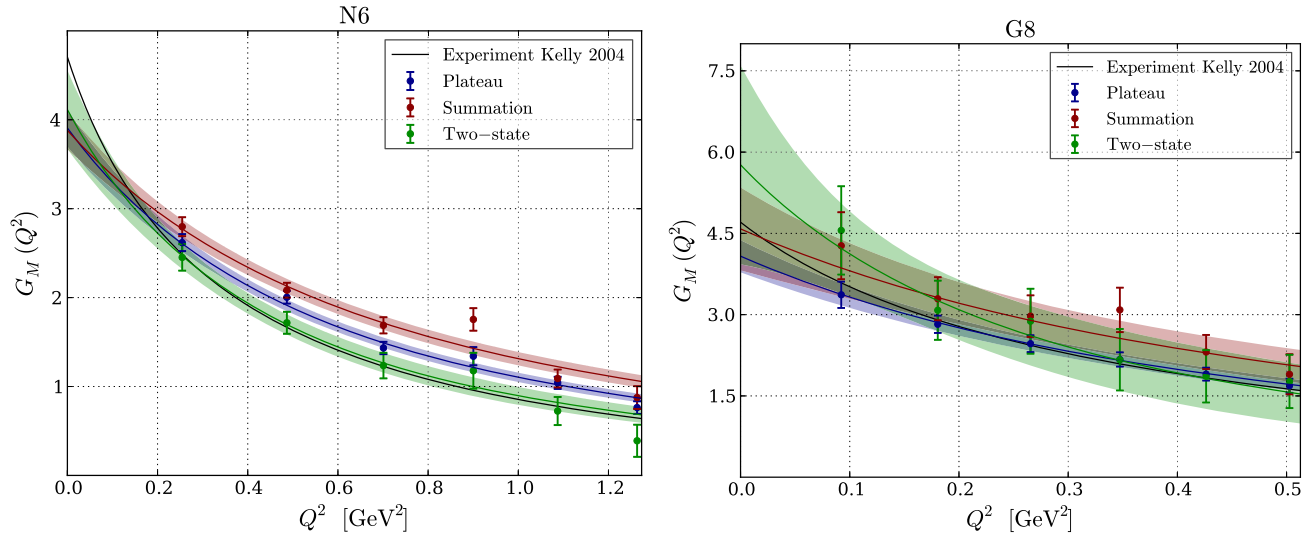 N6
G_M (Q^2)
4
3
2
1
Experiment Kelly 2004
Plateau
Summation
Two−state
0.0 0.2 0.4 0.6 0.8 1.0 1.2
Q^2 [GeV^2]
G8
G_M (Q^2)
7.5
6.0
4.5
3.0
1.5
Experiment Kelly 2004
Plateau
Summation
Two−state
0.0 0.1 0.2 0.3 0.4 0.5
Q^2 [GeV^2]